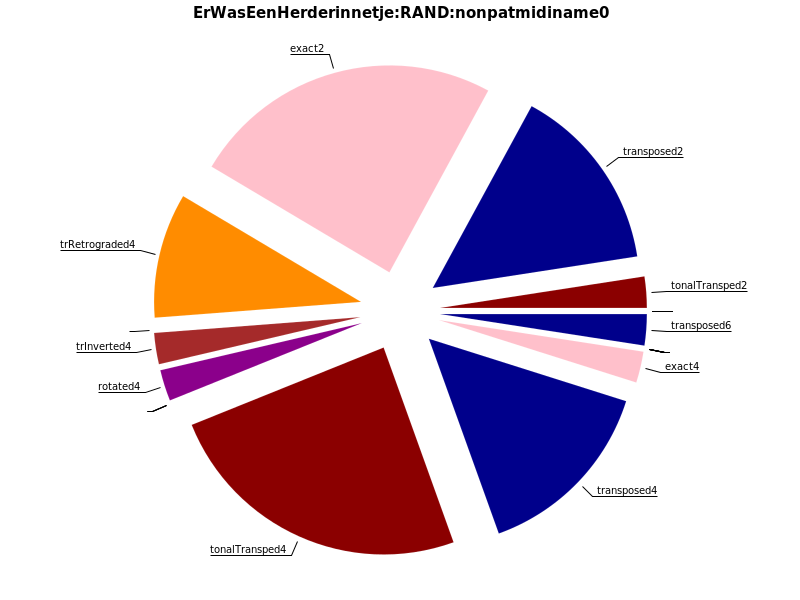 ErWasEenHerderinnetje:RAND:nonpatmidiname0
exact2
transposed2
trRetrograded4
tonalTransped2
transposed6
trInverted4
exact4
rotated4
transposed4
tonalTransped4